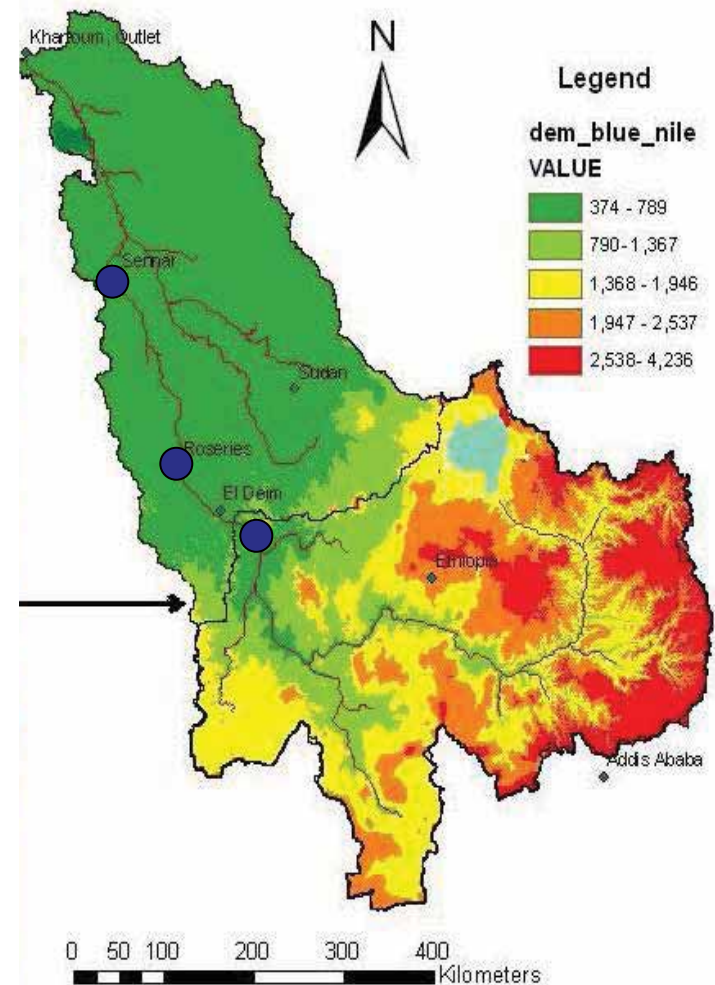 Khartoum, Outlet
N
Legend
dem_blue_nile
VALUE
374 - 789
790 - 1,367
1,368 - 1,946
1,947 - 2,537
2,538 - 4,236
Sennar
Sudan
Roseries
El Deim
Ethiopia
Addis Ababa
0 50 100 200 300 400
Kilometers